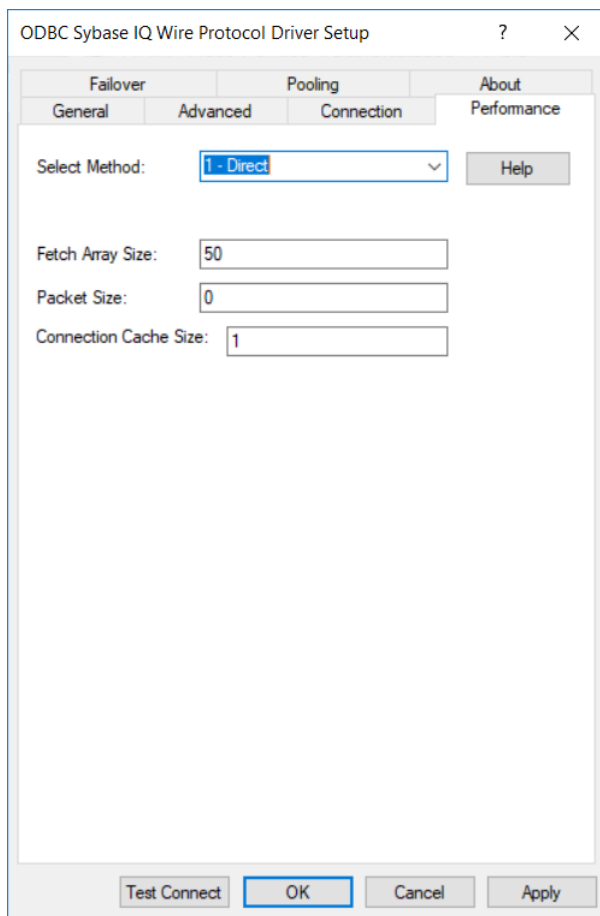 ODBC Sybase IQ Wire Protocol Driver Setup ?
Failover Pooling About
General Advanced Connection Performance
Select Method: 1 - Direct Help
Fetch Array Size: 50
Packet Size: 0
Connection Cache Size: 1
Test Connect OK Cancel Apply